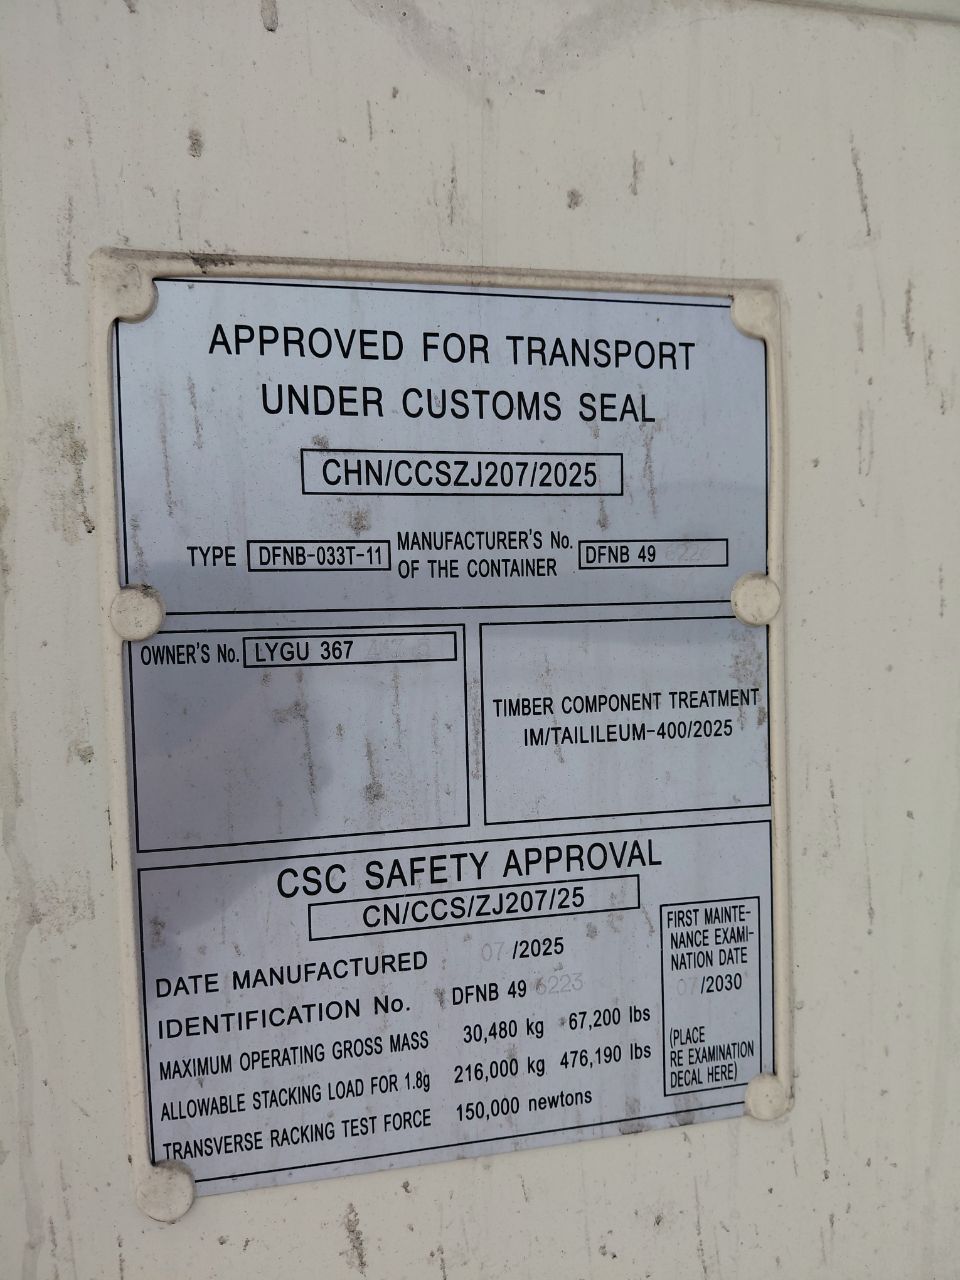 APPROVED FOR TRANSPORT
UNDER CUSTOMS SEAL
CHN/CCSZJ207/2025
TYPE DFNB-033T-11
MANUFACTURER'S No.
OF THE CONTAINER
DFNB 49
OWNER'S No. LYGU 367
TIMBER COMPONENT TREATMENT
IM/TAILILEUM-400/2025
CSC SAFETY APPROVAL
CN/CCS/ZJ207/25
DATE MANUFACTURED 07/2025
IDENTIFICATION No. DFNB 49 6223
MAXIMUM OPERATING GROSS MASS 30,480 kg 67,200 lbs
ALLOWABLE STACKING LOAD FOR 1.8g 216,000 kg 476,190 lbs
TRANSVERSE RACKING TEST FORCE 150,000 newtons
FIRST MAINTE-
NANCE EXAMI-
NATION DATE
07/2030
(PLACE
RE EXAMINATION
DECAL HERE)